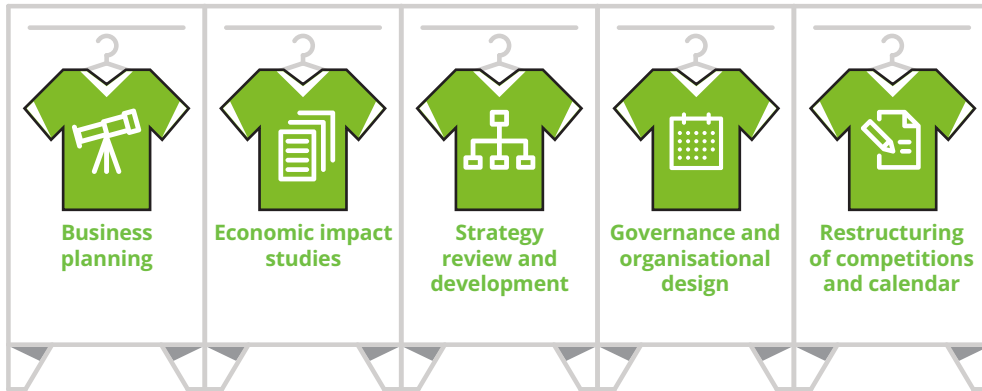 Business
planning
Economic impact
studies
Strategy
review and
development
Governance and
organisational
design
Restructuring
of competitions
and calendar